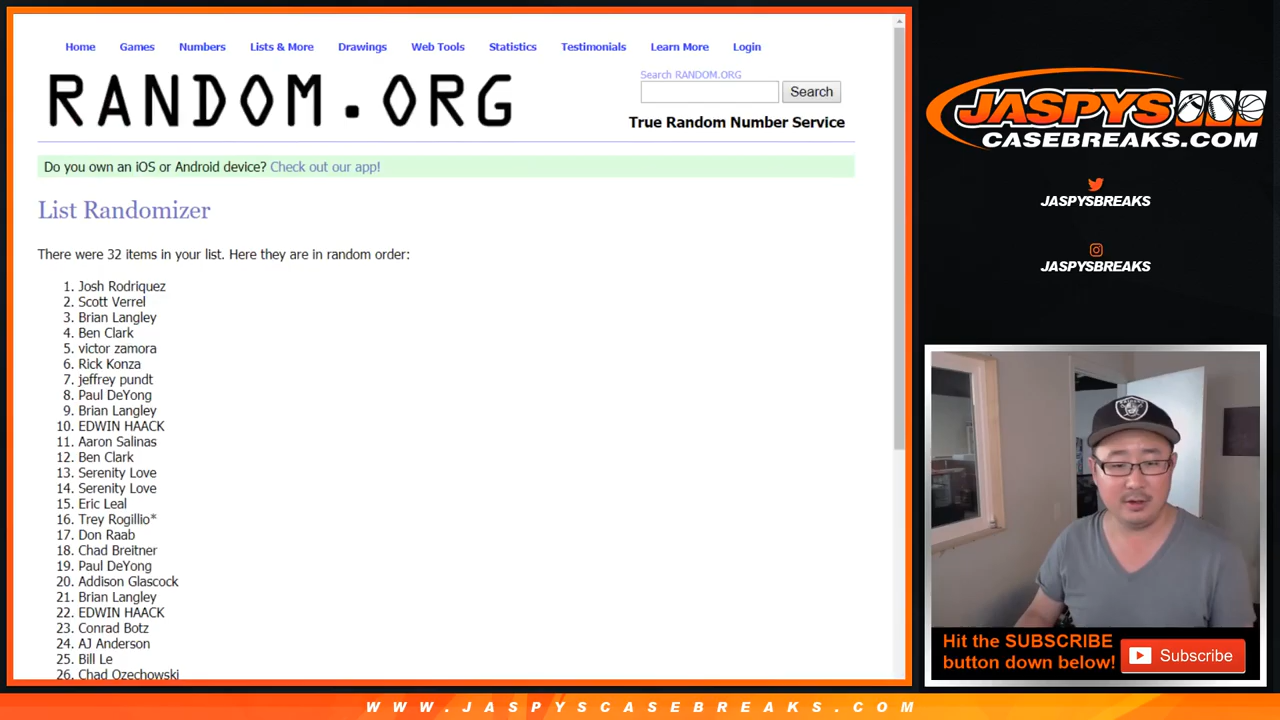 Home Games Numbers Lists & More Drawings Web Tools Statistics Testimonials Learn More Login
RANDOM.ORG
Search RANDOM.ORG
Search
True Random Number Service
Do you own an iOS or Android device? Check out our app!
List Randomizer
There were 32 items in your list. Here they are in random order:
1. Josh Rodriquez
2. Scott Verrel
3. Brian Langley
4. Ben Clark
5. victor zamora
6. Rick Konza
7. jeffrey pundt
8. Paul DeYong
9. Brian Langley
10. EDWIN HAACK
11. Aaron Salinas
12. Ben Clark
13. Serenity Love
14. Serenity Love
15. Eric Leal
16. Trey Rogillio*
17. Don Raab
18. Chad Breitner
19. Paul DeYong
20. Addison Glascock
21. Brian Langley
22. EDWIN HAACK
23. Conrad Botz
24. AJ Anderson
25. Bill Le
26. Chad Ozechowski
JASPYS
CASEBREAKS.COM
JASPYSBREAKS
JASPYSBREAKS
Hit the SUBSCRIBE
button down below!
Subscribe
WWW.JASPYSCASEBREAKS.COM